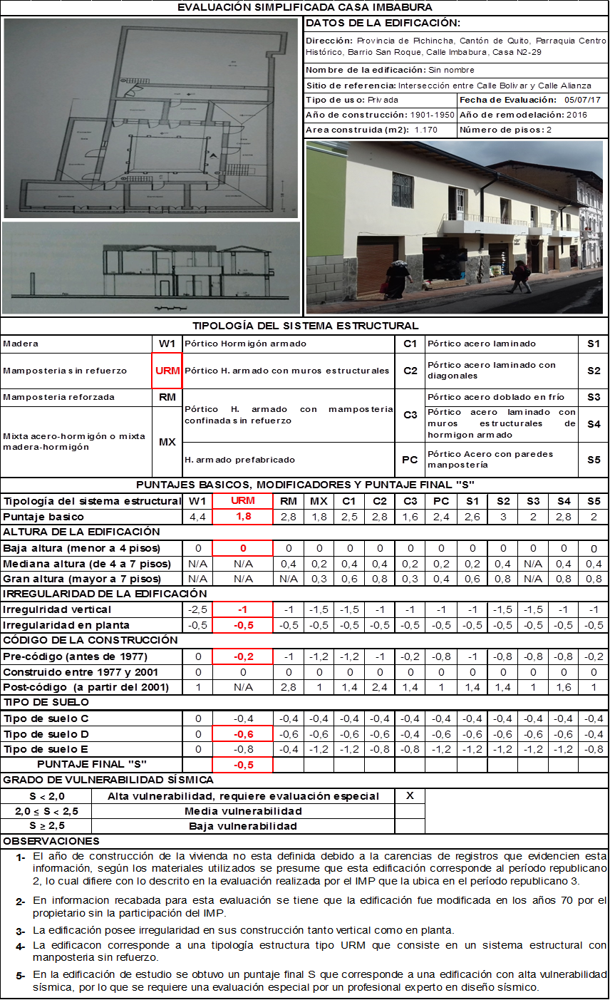 EVALUACIÓN SIMPLIFICADA CASA IMBABURA
DATOS DE LA EDIFICACIÓN:
Dirección: Provincia de Pichincha, Cantón de Quito, Parraquia Centro
Histórico, Barrio San Roque, Calle Imbabura, Casa N2-29
Nombre de la edificación: Sin nombre
Sitio de referencia: Intersección entre Calle Bolivar y Calle Alianza
Tipo de uso: Privada Fecha de Evaluación: 05/07/17
Año de construcción: 1901-1950 Año de remodelación: 2016
Area construida (m2): 1.170 Número de pisos: 2
TIPOLOGÍA DEL SISTEMA ESTRUCTURAL
Madera W1 Pórtico Hormigón armado C1 Pórtico acero laminado S1
Mamposteria sin refuerzo URM Pórtico H. armado con muros estructurales C2 Pórtico acero laminado con
diagonales S2
Mamposteria reforzada RM Pórtico H. armado con mamposteria
confinada sin refuerzo C3 Pórtico acero doblado en frío S3
Mixta acero-hormigón o mixta
madera-hormigón MX Pórtico acero laminado con
muros estructurales de
hormigon armado S4
H. armado prefabricado PC Pórtico Acero con paredes
manpostería S5
PUNTAJES BASICOS, MODIFICADORES Y PUNTAJE FINAL "S"
Tipología del sistema estructural W1 URM RM MX C1 C2 C3 PC S1 S2 S3 S4 S5
Puntaje basico 4,4 1,8 2,8 1,8 2,5 2,8 1,6 2,4 2,6 3 2 2,8 2
ALTURA DE LA EDIFICACIÓN
Baja altura (menor a 4 pisos) 0 0 0 0 0 0 0 0 0 0 0 0 0
Mediana altura (de 4 a 7 pisos) N/A N/A 0,4 0,2 0,4 0,4 0,2 0,2 0,2 0,4 N/A 0,4 0,4
Gran altura (mayor a 7 pisos) N/A N/A N/A 0,3 0,6 0,8 0,3 0,4 0,6 0,8 N/A 0,8 0,8
IRREGULARIDAD DE LA EDIFICACIÓN
Irregulridad vertical -2,5 -1 -1 -1,5 -1,5 -1 -1 -1 -1 -1,5 -1,5 -1 -1
Irregularidad en planta -0,5 -0,5 -0,5 -0,5 -0,5 -0,5 -0,5 -0,5 -0,5 -0,5 -0,5 -0,5 -0,5
CÓDIGO DE LA CONSTRUCCIÓN
Pre-código (antes de 1977) 0 -0,2 -1 -1,2 -1,2 -1 -0,2 -0,8 -1 -0,8 -0,8 -0,8 -0,2
Construido entre 1977 y 2001 0 0 0 0 0 0 0 0 0 0 0 0 0
Post-código (a partir del 2001) 1 N/A 2,8 1 1,4 2,4 1,4 1 1,4 1,4 1 1,6 1
TIPO DE SUELO
Tipo de suelo C 0 -0,4 -0,4 -0,4 -0,4 -0,4 -0,4 -0,4 -0,4 -0,4 -0,4 -0,4 -0,4
Tipo de suelo D 0 -0,6 -0,6 -0,6 -0,6 -0,6 -0,4 -0,6 -0,6 -0,6 -0,6 -0,6 -0,4
Tipo de suelo E 0 -0,8 -0,4 -1,2 -1,2 -0,8 -0,8 -1,2 -1,2 -1,2 -1,2 -1,2 -0,8
PUNTAJE FINAL "S" -0,5
GRADO DE VULNERABILIDAD SÍSMICA
S < 2,0 Alta vulnerabilidad, requiere evaluación especial X
2,0 ≤ S < 2,5 Media vulnerabilidad
S ≥ 2,5 Baja vulnerabilidad
OBSERVACIONES
1- El año de construcción de la vivienda no esta definida debido a la carencias de registros que evidencien esta
información, según los materiales utilizados se presume que esta edificación corresponde al período republicano
2, lo cual difiere con lo descrito en la evaluación realizada por el IMP que la ubica en el período republicano 3.
2- En informacion recabada para esta evaluación se tiene que la edificación fue modificada en los años 70 por el
propietario sin la participación del IMP.
3- La edificación posee irregularidad en sus construcción tanto vertical como en planta.
4- La edificacon corresponde a una tipología estructura tipo URM que consiste en un sistema estructural con
manposteria sin refuerzo.
5- En la edificación de estudio se obtuvo un puntaje final S que corresponde a una edificación con alta vulnerabilidad
sísmica, por lo que se requiere una evaluación especial por un profesional experto en diseño sísmico.